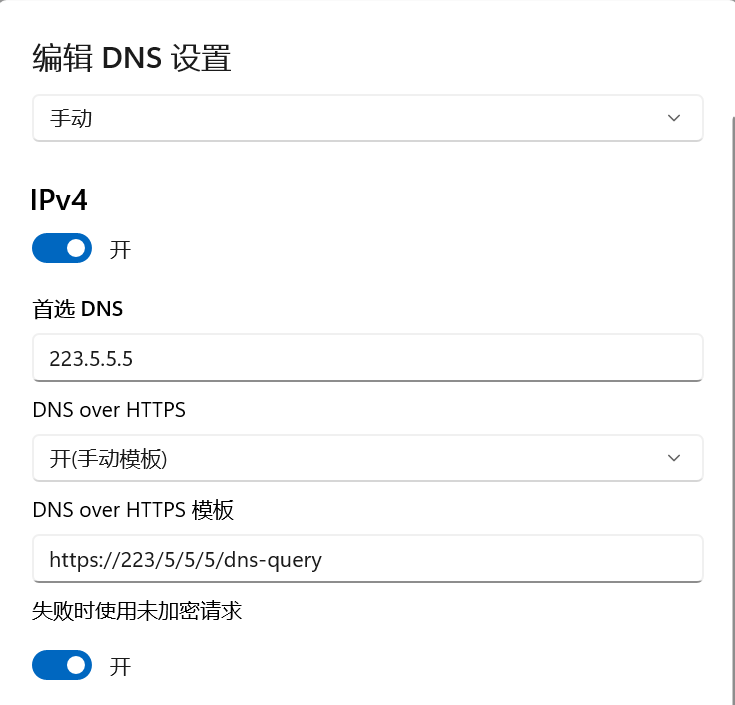 编辑 DNS 设置
手动
IPv4
开
首选 DNS
223.5.5.5
DNS over HTTPS
开(手动模板)
DNS over HTTPS 模板
https://223/5/5/5/dns-query
失败时使用未加密请求
开